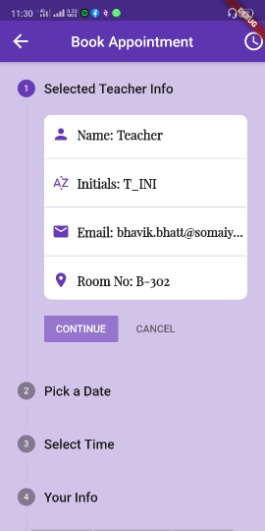 11:30
Book Appointment
1 Selected Teacher Info
Name: Teacher
AZ Initials: T_INI
Email: bhavik.bhatt@somaiy...
Room No: B-302
CONTINUE CANCEL
2 Pick a Date
3 Select Time
4 Your Info